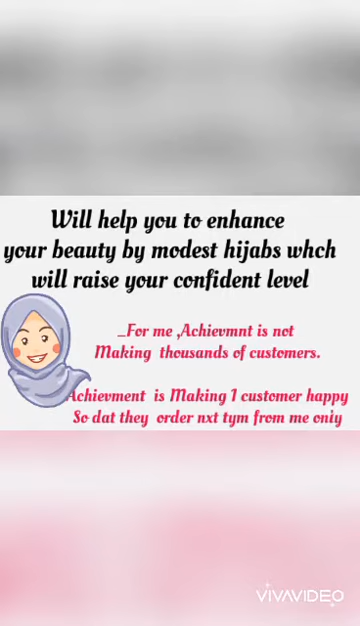 Will help you to enhance
your beauty by modest hijabs whch
will raise your confident level
_For me ,Achievmnt is not
Making thousands of customers.
Achievment is Making 1 customer happy
So dat they order nxt tym from me oniy
VIVAVIDEO